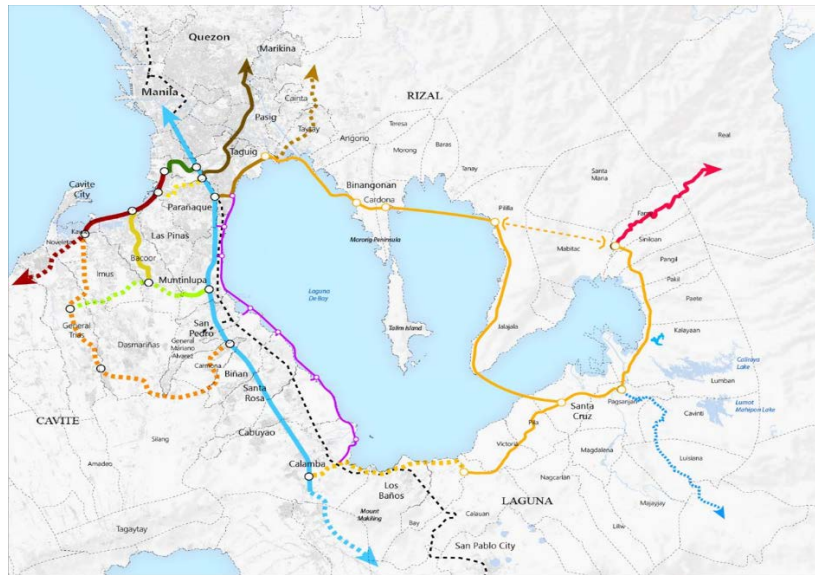 Quezon
Marikina
Manila
Cainta
RIZAL
Pasig
Taytay
Angono
Teresa
Morong
Baras
Real
Taguig
Tanay
Santa
Maria
Cavite
City
Binangonan
Cardona
Pililla
Parañaque
Noveleta
Las Pinas
Morong Peninsula
Mabitac
Siniloan
Imus
Bacoor
Pangil
Muntinlupa
Laguna
De Bay
Pakil
Paete
San
Pedro
Talim Island
Jalajala
General
Trias
Dasmariñas
General
Mariano
Alvarez
Kalayaan
Carmona
Biñan
Caliraya
Lake
Lumban
Santa
Rosa
Santa
Cruz
Pagsanjan
Lumot
Mahipon Lake
CAVITE
Cavinti
Silang
Cabuyao
Victoria
Pila
Magdalena
Luisiana
Amadeo
Calamba
Los
Baños
Nagcarlan
LAGUNA
Majayjay
Tagaytay
Mount
Makiling
Bay
Calauan
Liliw
San Pablo City